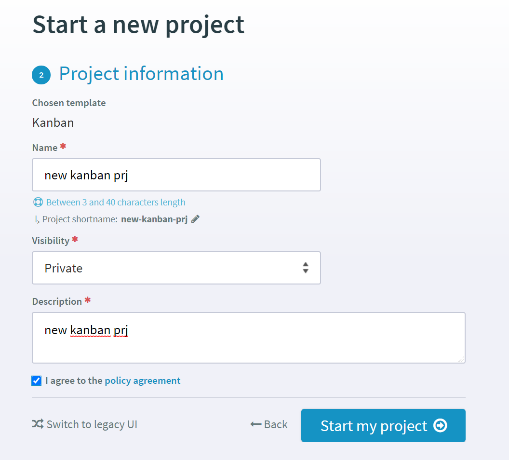 Start a new project
2 Project information
Chosen template
Kanban
Name *
new kanban prj
Between 3 and 40 characters length
Project shortname: new-kanban-prj
Visibility *
Private
Description *
new kanban prj
I agree to the policy agreement
Switch to legacy UI Back Start my project